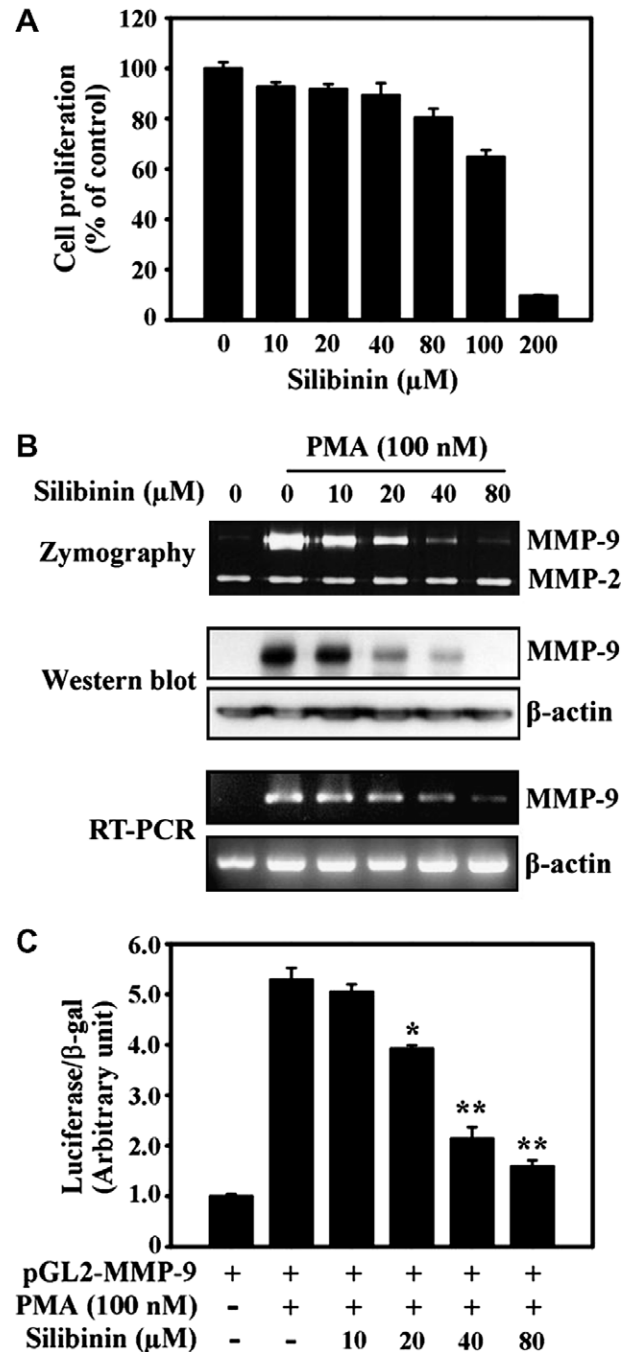 A
Cell proliferation
(% of control)
120
100
80
60
40
20
0
0 10 20 40 80 100 200
Silibinin (µM)
B
PMA (100 nM)
Silibinin (µM) 0 0 10 20 40 80
Zymography
MMP-9
MMP-2
Western blot
MMP-9
β-actin
RT-PCR
MMP-9
β-actin
C
Luciferase/β-gal
(Arbitrary unit)
6.0
5.0
4.0
3.0
2.0
1.0
0
*
**
**
pGL2-MMP-9 + + + + + +
PMA (100 nM) - + + + + +
Silibinin (µM) - - 10 20 40 80